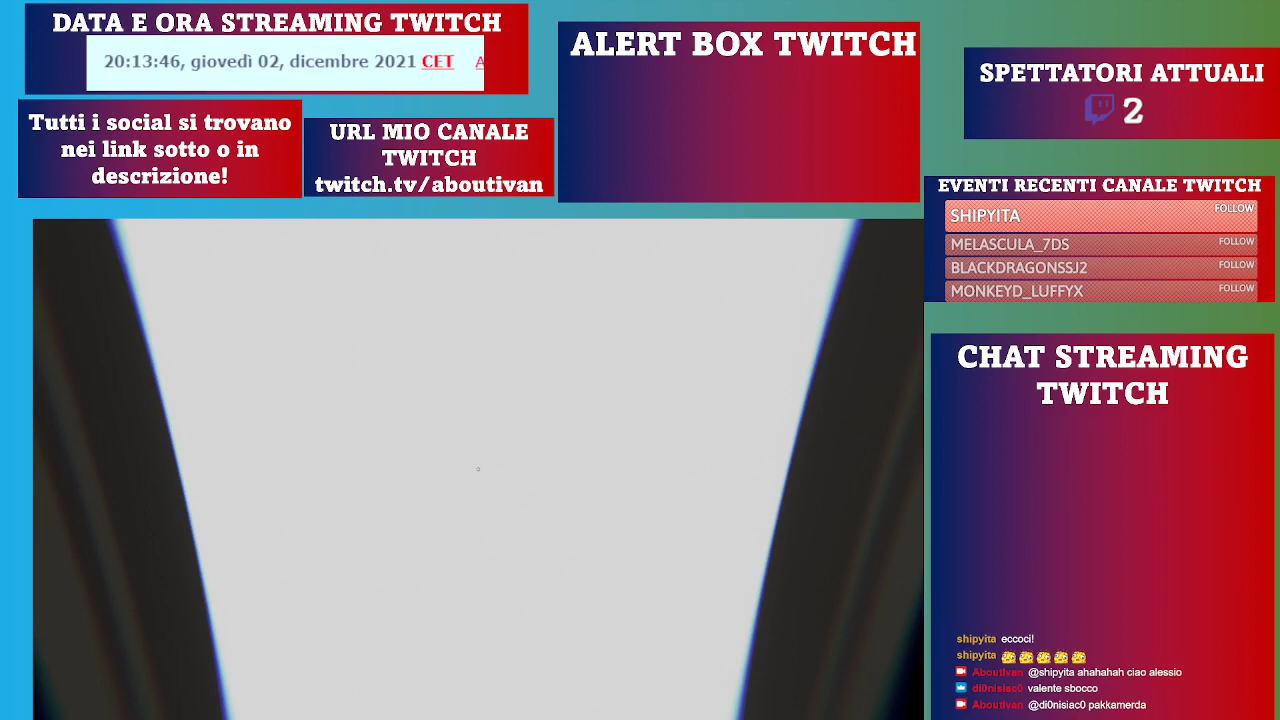 DATA E ORA STREAMING TWITCH
20:13:46, giovedì 02, dicembre 2021 CET A
Tutti i social si trovano
nei link sotto o in
descrizione!
URL MIO CANALE
TWITCH
twitch.tv/aboutivan
ALERT BOX TWITCH
SPETTATORI ATTUALI
2
EVENTI RECENTI CANALE TWITCH
SHIPYITA FOLLOW
MELASCULA_7DS FOLLOW
BLACKDRAGONSSJ2 FOLLOW
MONKEYD_LUFFYX FOLLOW
CHAT STREAMING
TWITCH
shipyita eccoci!
shipyita
AboutIvan @shipyita ahahahah ciao alessio
di0nisiac0 valente sbocco
AboutIvan @di0nisiac0 pakkamerda